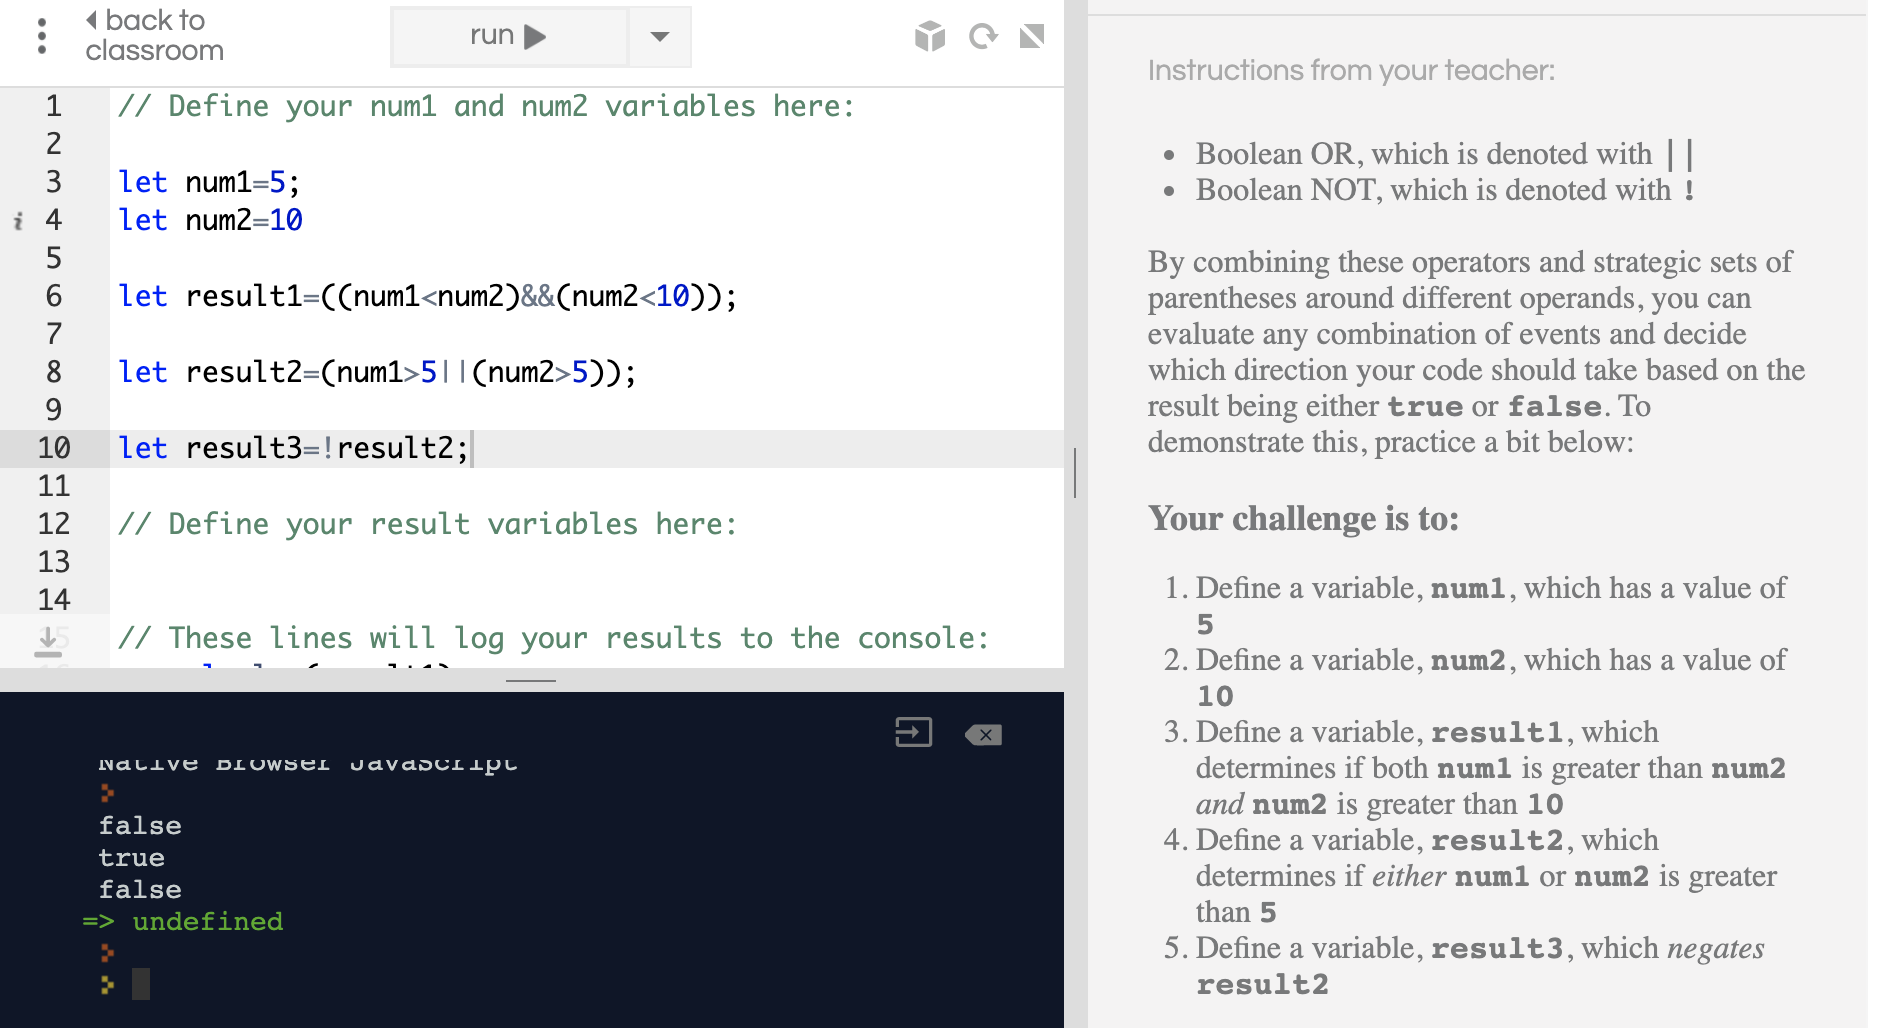 back to
classroom
run
1 // Define your num1 and num2 variables here:
2
3 let num1=5;
i 4 let num2=10
5
6 let result1=((num1<num2)&&(num2<10));
7
8 let result2=(num1>5||(num2>5));
9
10 let result3=!result2;
11
12 // Define your result variables here:
13
14
15 // These lines will log your results to the console:
Native Browser JavaScript
false
true
false
=> undefined
Instructions from your teacher:
• Boolean OR, which is denoted with ||
• Boolean NOT, which is denoted with !
By combining these operators and strategic sets of
parentheses around different operands, you can
evaluate any combination of events and decide
which direction your code should take based on the
result being either true or false. To
demonstrate this, practice a bit below:
Your challenge is to:
1. Define a variable, num1, which has a value of
5
2. Define a variable, num2, which has a value of
10
3. Define a variable, result1, which
determines if both num1 is greater than num2
and num2 is greater than 10
4. Define a variable, result2, which
determines if either num1 or num2 is greater
than 5
5. Define a variable, result3, which negates
result2